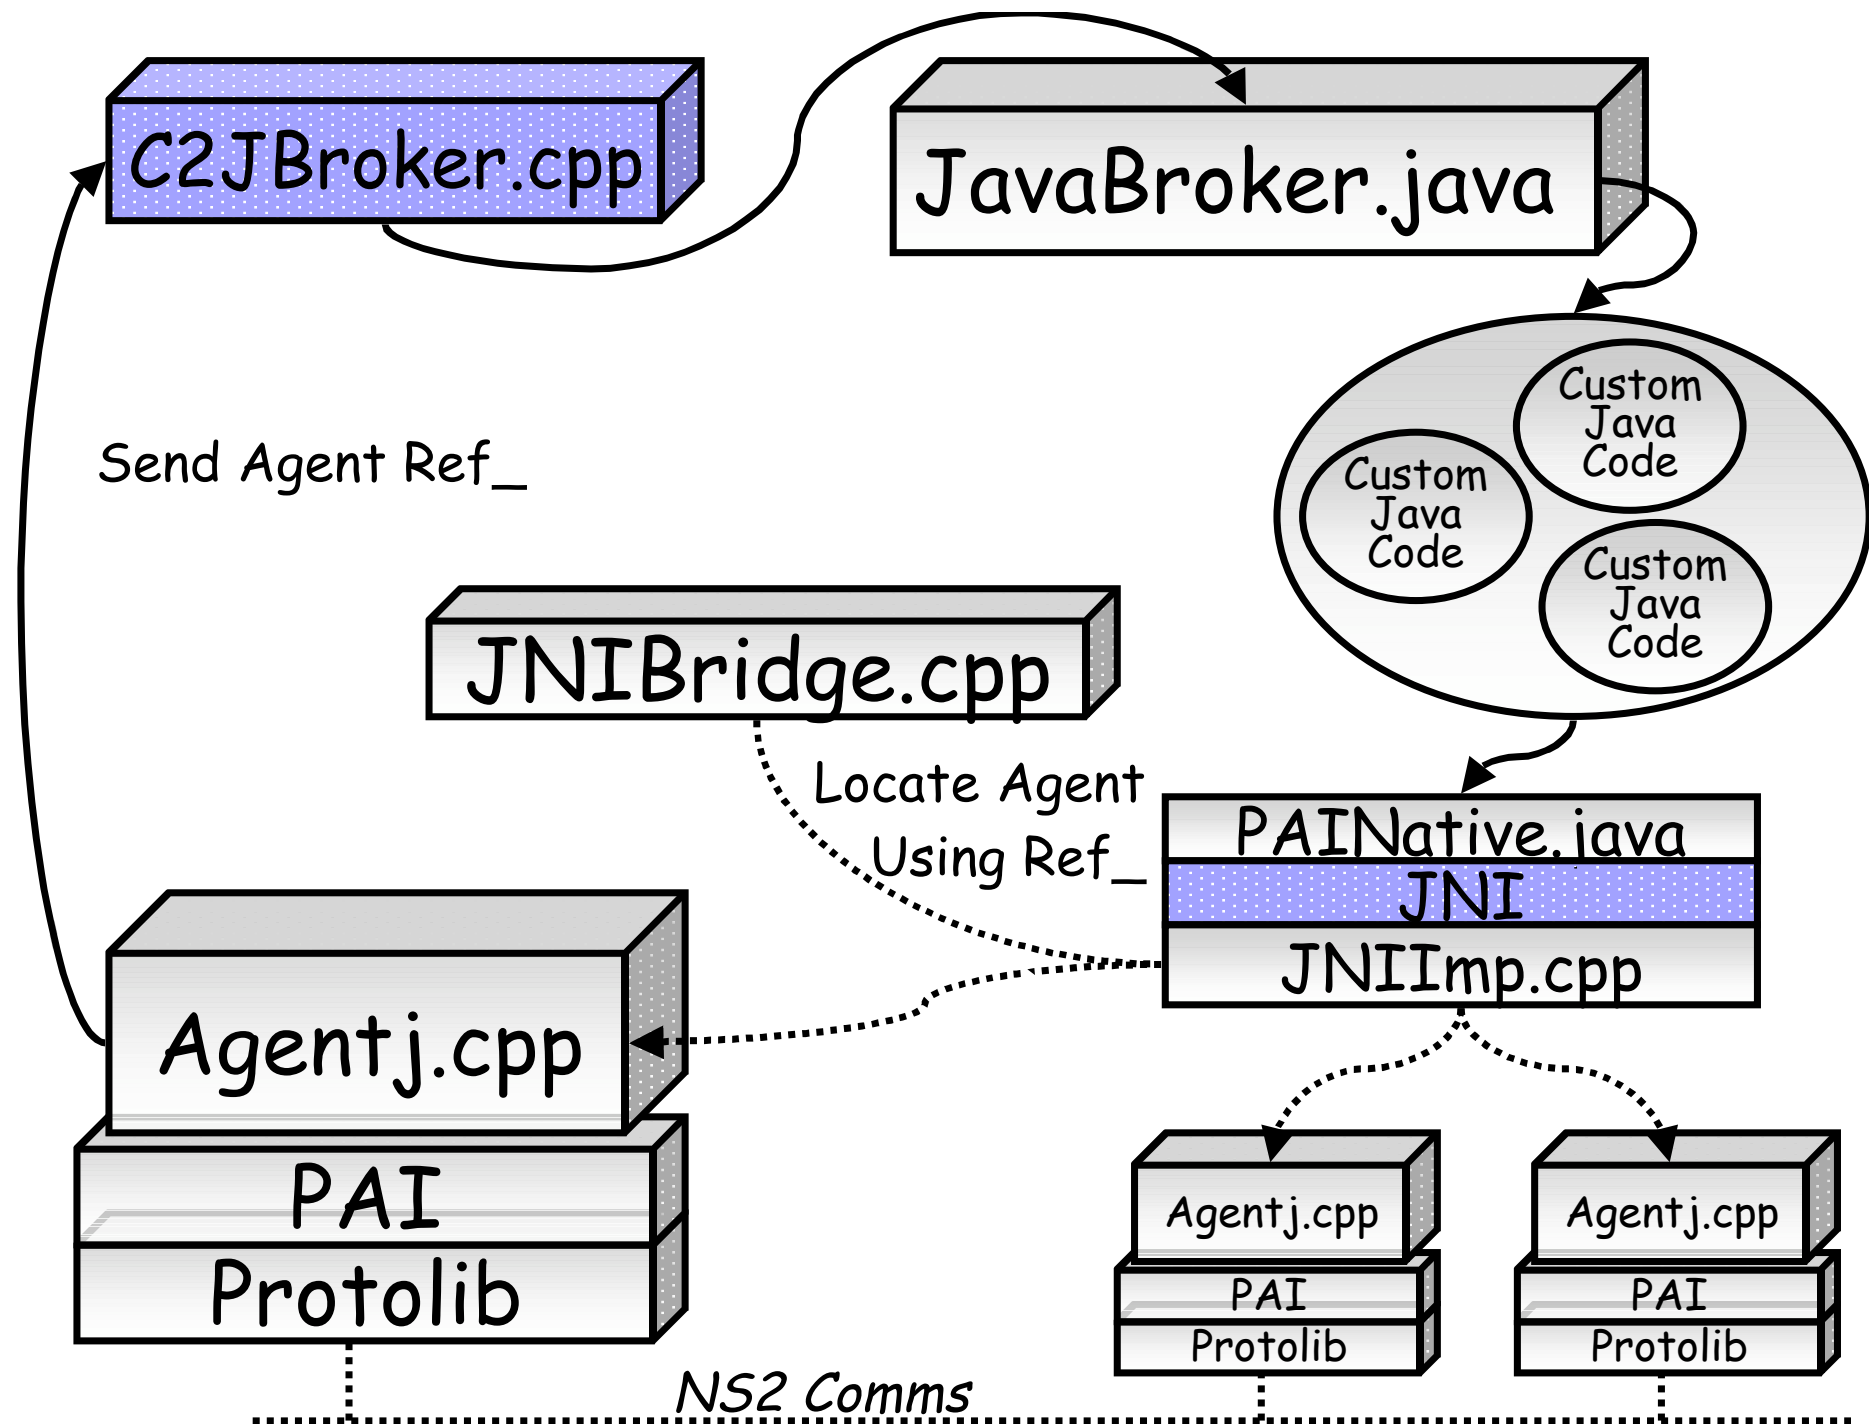 C2JBroker.cpp
JavaBroker.java
Custom
Java
Code
Custom
Java
Code
Custom
Java
Code
Send Agent Ref_
JNIBridge.cpp
Locate Agent
Using Ref_
PAINative.java
JNI
JNIImp.cpp
Agentj.cpp
PAI
Protolib
Agentj.cpp
PAI
Protolib
Agentj.cpp
PAI
Protolib
NS2 Comms